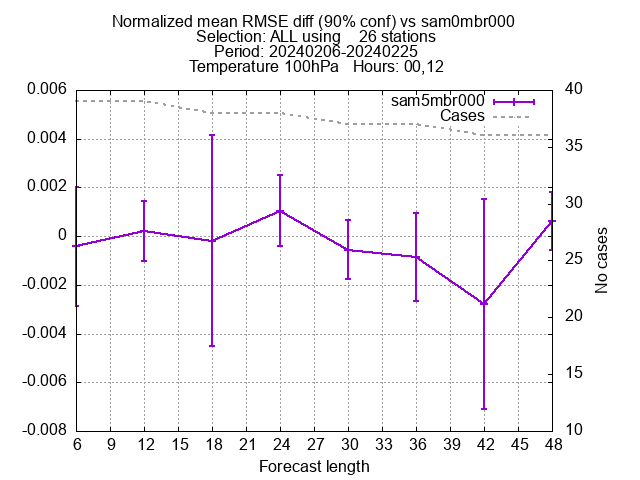 Normalized mean RMSE diff (90% conf) vs sam0mbr000
Selection: ALL using    26 stations
Period: 20240206-20240225
Temperature 100hPa   Hours: 00,12
sam5mbr000
Cases
0.006
0.004
0.002
0
-0.002
-0.004
-0.006
-0.008
40
35
30
25
20
15
10
No cases
6 9 12 15 18 21 24 27 30 33 36 39 42 45 48
Forecast length